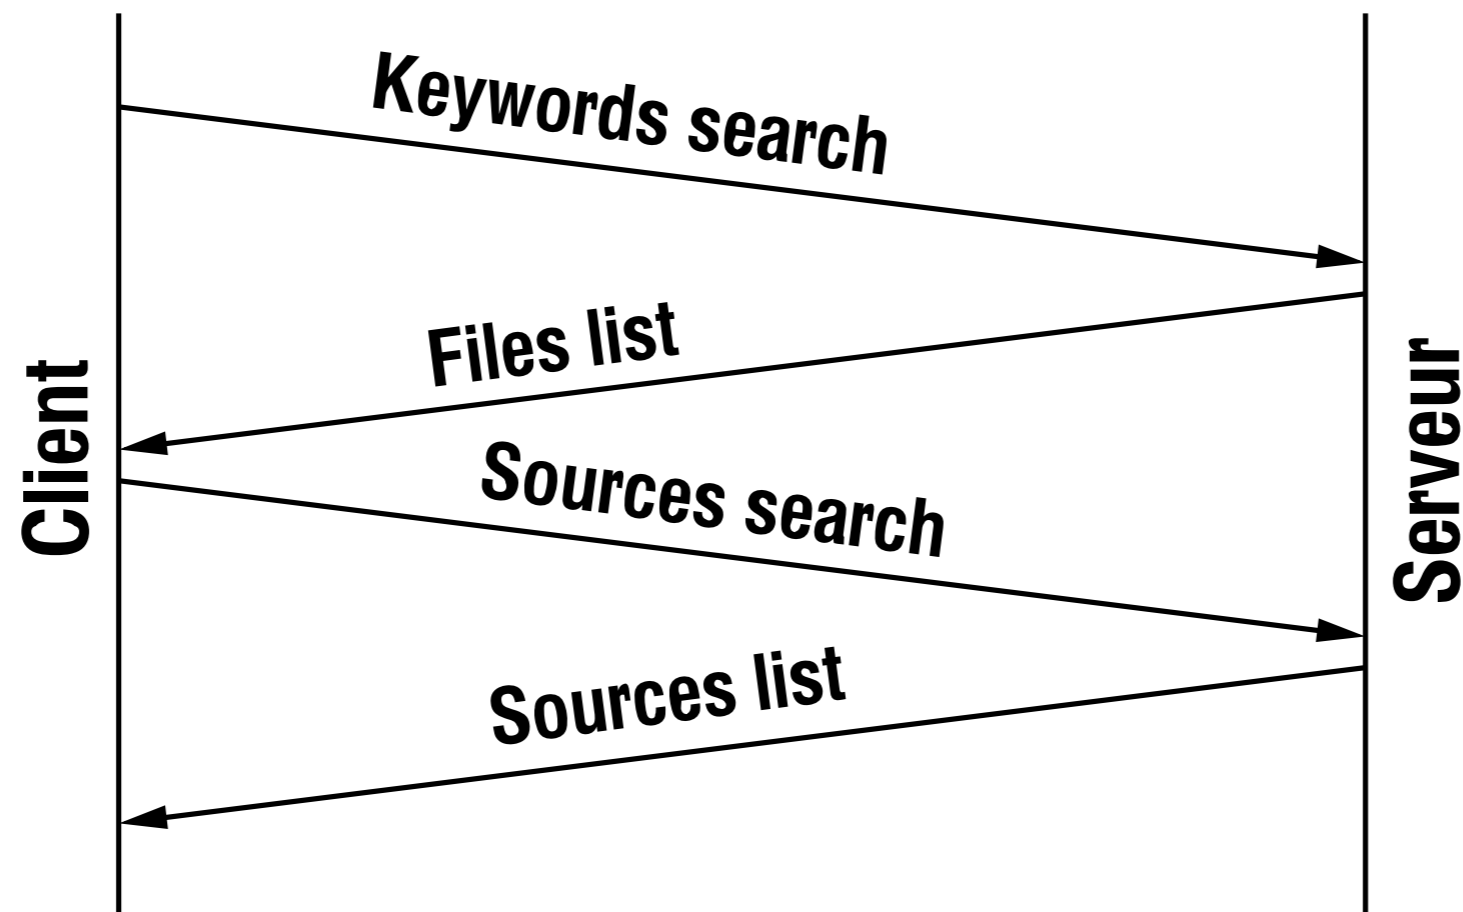 Keywords search
Files list
Client
Sources search
Serveur
Sources list